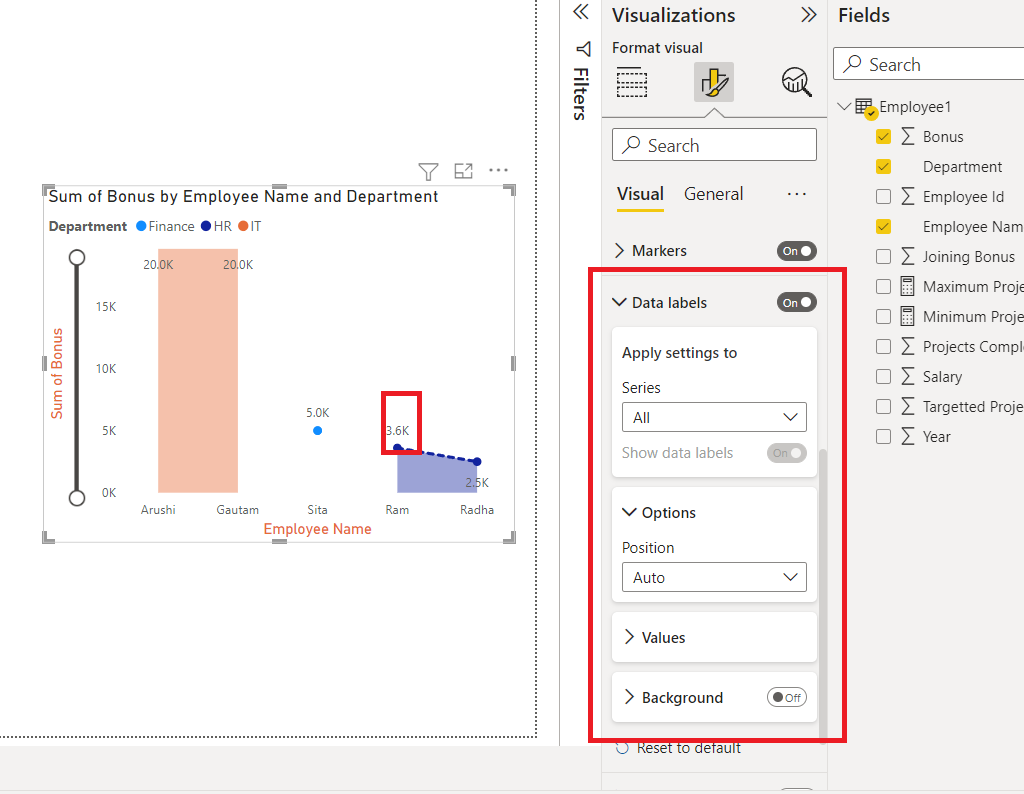 Visualizations
Fields
Format visual
Filters
Search
Search
Employee1
Bonus
Department
Employee Id
Employee Nam
Joining Bonus
Maximum Proje
Minimum Proje
Projects Compl
Salary
Targetted Proje
Year
Visual General
Markers On
Data labels On
Apply settings to
Series
All
Show data labels On
Options
Position
Auto
Values
Background Off
Reset to default
Sum of Bonus by Employee Name and Department
Department Finance HR IT
Sum of Bonus
15K
10K
5K
0K
20.0K 20.0K
5.0K
3.6K
2.5K
Arushi Gautam Sita Ram Radha
Employee Name